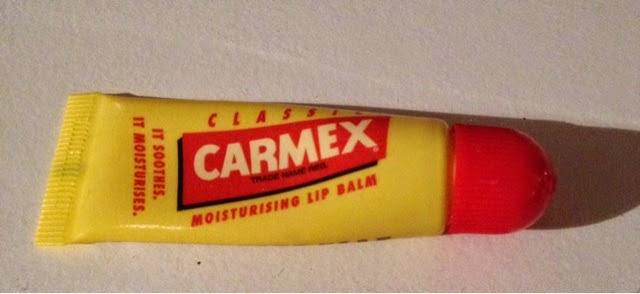 CLASSIC
CARMEX
TRADE NAME REG.
MOISTURISING LIP BALM
IT SOOTHES.
IT MOISTURISES.